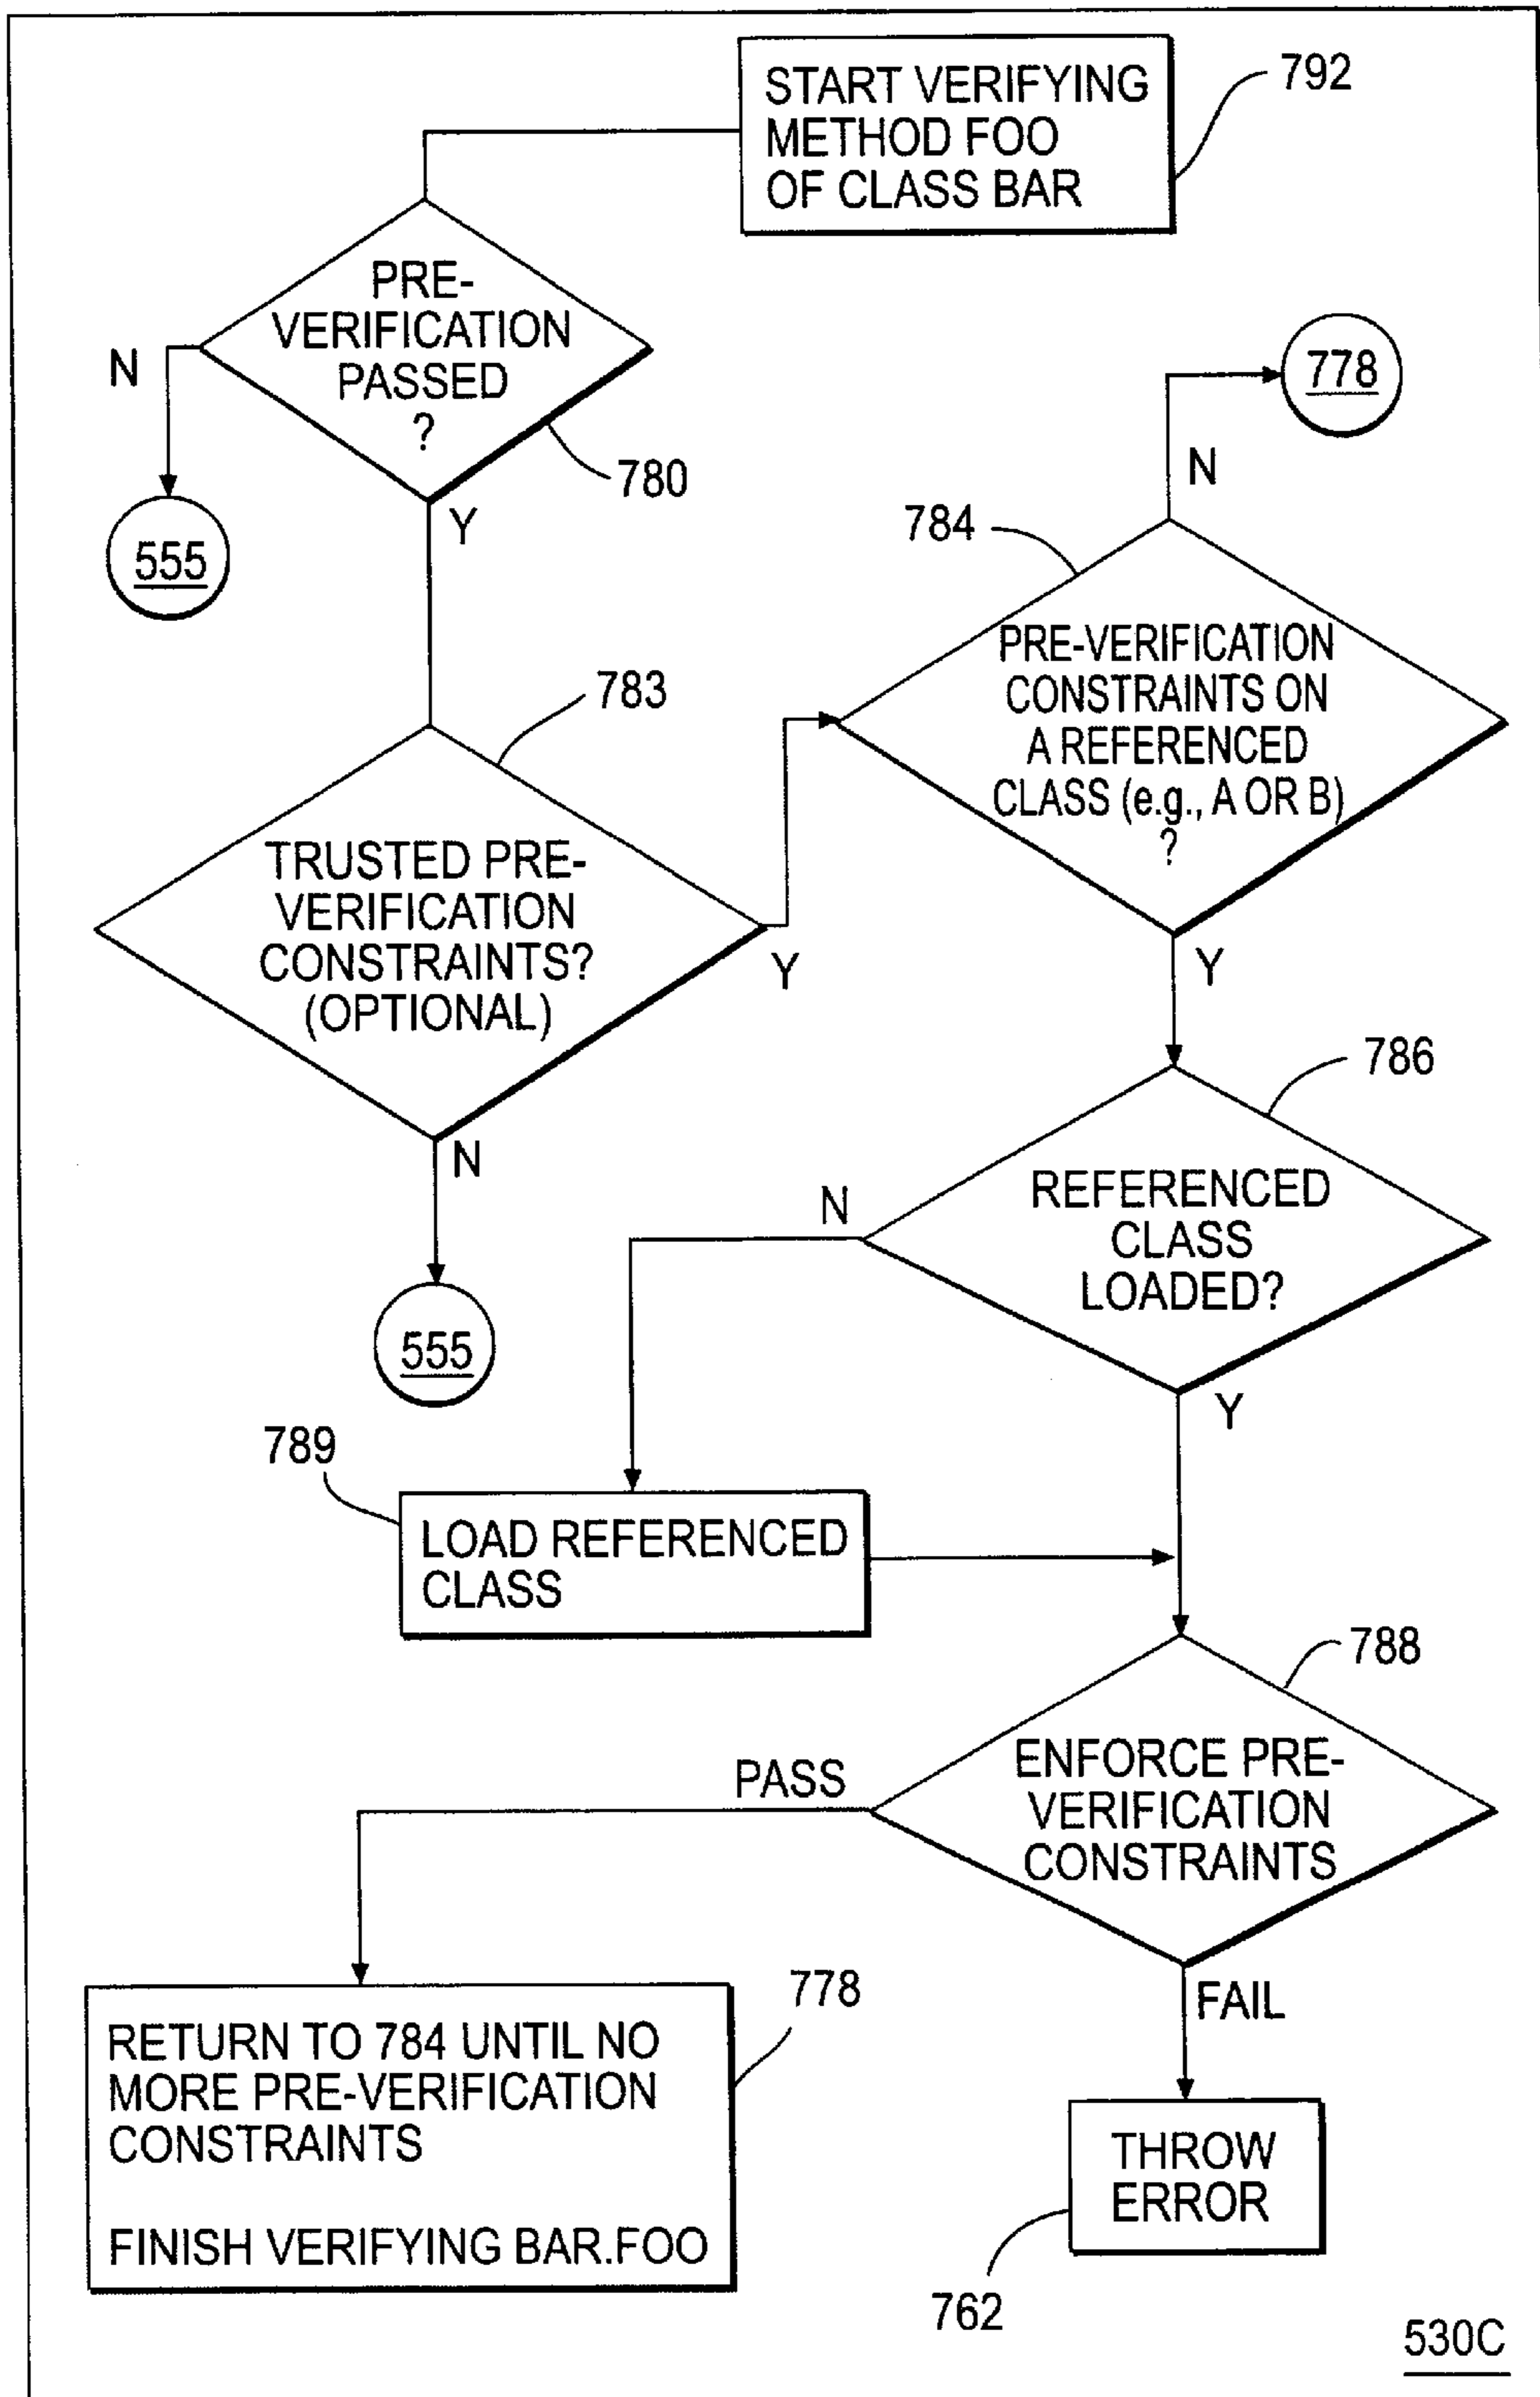 START VERIFYING
METHOD FOO
OF CLASS BAR
792
PRE-
VERIFICATION
PASSED
?
N
780
Y
555
778
N
784
PRE-VERIFICATION
CONSTRAINTS ON
A REFERENCED
CLASS (e.g., A OR B)
?
783
TRUSTED PRE-
VERIFICATION
CONSTRAINTS?
(OPTIONAL)
Y
N
555
Y
786
REFERENCED
CLASS
LOADED?
N
Y
789
LOAD REFERENCED
CLASS
788
ENFORCE PRE-
VERIFICATION
CONSTRAINTS
PASS
FAIL
778
RETURN TO 784 UNTIL NO
MORE PRE-VERIFICATION
CONSTRAINTS
FINISH VERIFYING BAR.FOO
THROW
ERROR
762
530C